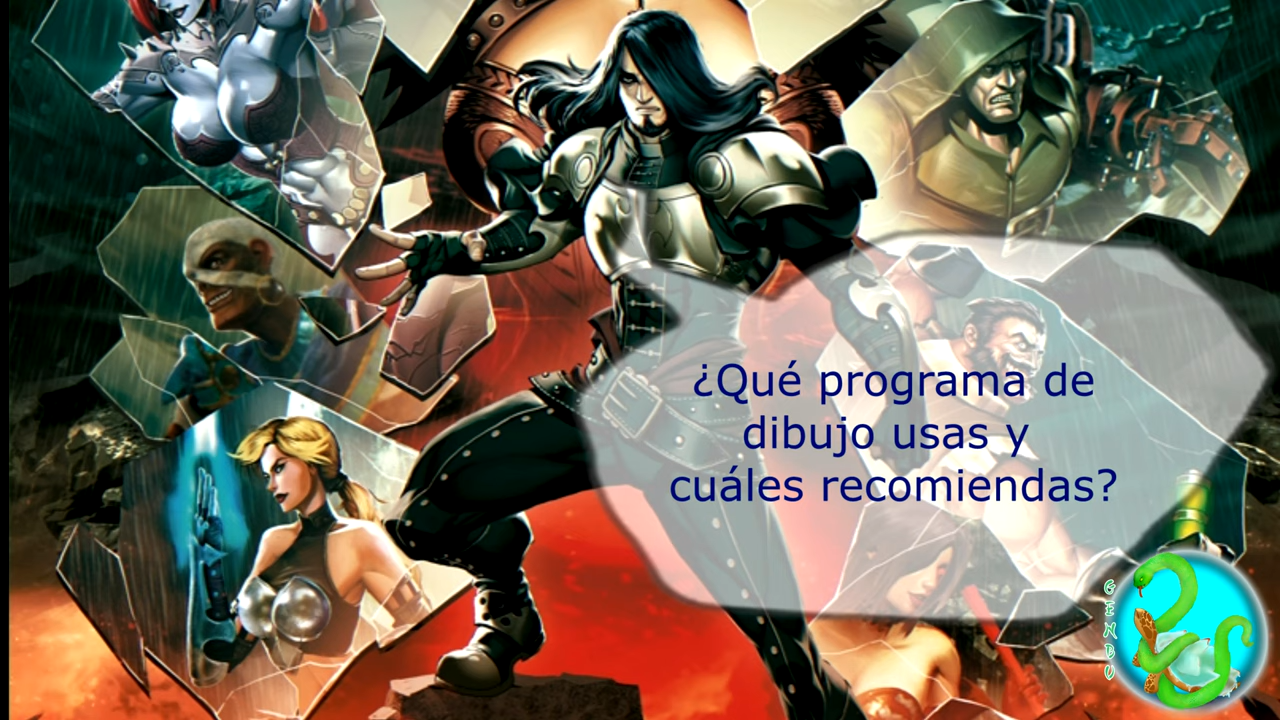 ¿Qué programa de
dibujo usas y
cuáles recomiendas?
GENDU